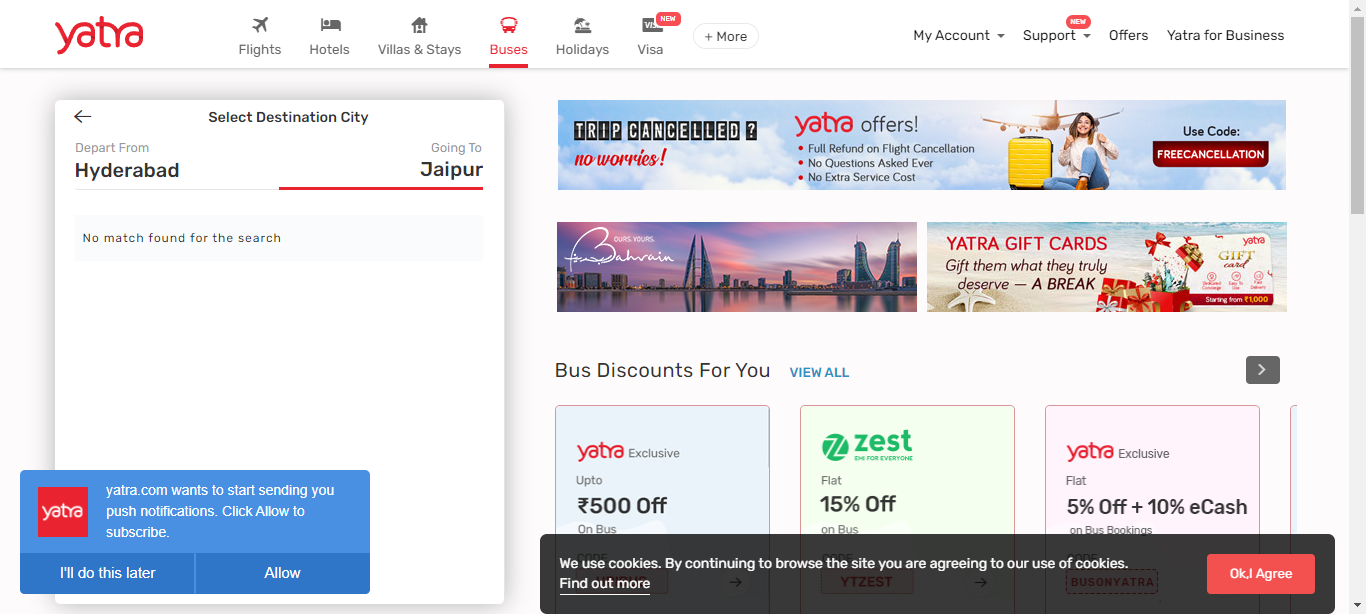 yatra
Flights
Hotels
Villas & Stays
Buses
Holidays
VISA
NEW
Visa
+ More
My Account
NEW
Support
Offers
Yatra for Business
Select Destination City
Depart From
Hyderabad
Going To
Jaipur
No match found for the search
TRIP CANCELLED ?
no worries!
yatra offers!
• Full Refund on Flight Cancellation
• No Questions Asked Ever
• No Extra Service Cost
Use Code:
FREECANCELLATION
OURS. YOURS.
Bahrain
YATRA GIFT CARDS
Gift them what they truly
deserve — A BREAK
yatra
GIFT
card
Starting from ₹1,000
Bus Discounts For You
VIEW ALL
yatra Exclusive
Upto
₹500 Off
On Bus
CODE
zest
EMI FOR EVERYONE
Flat
15% Off
on Bus
CODE
YTZEST
yatra Exclusive
Flat
5% Off + 10% eCash
on Bus Bookings
CODE
BUSONYATRA
yatra
yatra.com wants to start sending you
push notifications. Click Allow to
subscribe.
I'll do this later
Allow
We use cookies. By continuing to browse the site you are agreeing to our use of cookies.
Find out more
Ok,I Agree